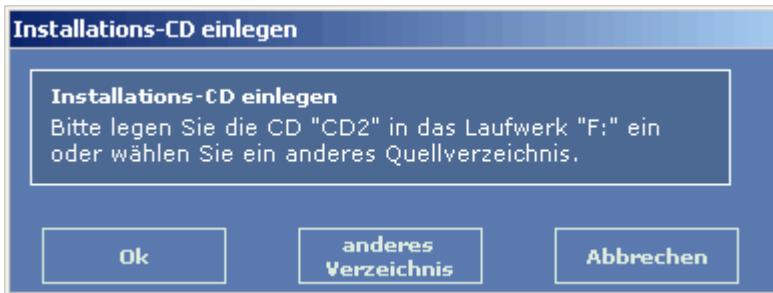 Installations-CD einlegen
Installations-CD einlegen
Bitte legen Sie die CD "CD2" in das Laufwerk "F:" ein
oder wählen Sie ein anderes Quellverzeichnis.
Ok
anderes
Verzeichnis
Abbrechen